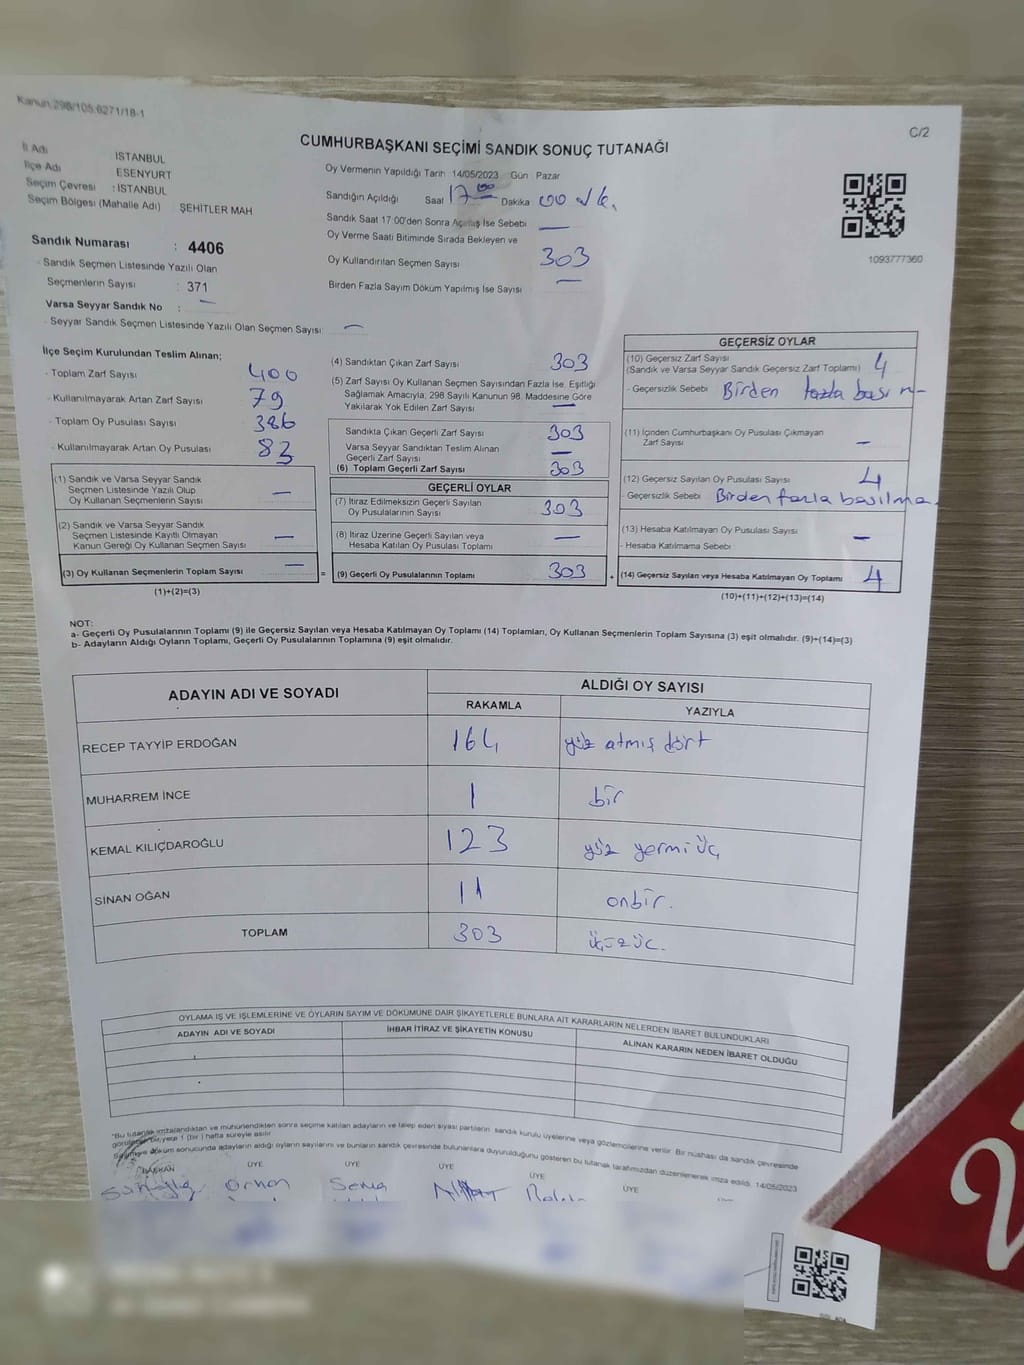 Kanun:298/105;6271/18-1
C/2
CUMHURBAŞKANI SEÇİMİ SANDIK SONUÇ TUTANAĞI
İl Adı İSTANBUL
İlçe Adı ESENYURT
Seçim Çevresi : İSTANBUL
Seçim Bölgesi (Mahalle Adı) ŞEHİTLER MAH
Sandık Numarası : 4406
- Sandık Seçmen Listesinde Yazılı Olan
Seçmenlerin Sayısı : 371
Varsa Seyyar Sandık No : —
- Seyyar Sandık Seçmen Listesinde Yazılı Olan Seçmen Sayısı: —
Oy Vermenin Yapıldığı Tarih 14/05/2023 Gün Pazar
Sandığın Açıldığı Saat 17 00 Dakika 00 dk.
Sandık Saat 17:00'den Sonra Açılmış İse Sebebi —
Oy Verme Saati Bitiminde Sırada Bekleyen ve
Oy Kullandırılan Seçmen Sayısı 303
Birden Fazla Sayım Döküm Yapılmış İse Sayısı —
1093777360
İlçe Seçim Kurulundan Teslim Alınan;
- Toplam Zarf Sayısı 400
- Kullanılmayarak Artan Zarf Sayısı 79
- Toplam Oy Pusulası Sayısı 386
- Kullanılmayarak Artan Oy Pusulası 83
(1) Sandık ve Varsa Seyyar Sandık
Seçmen Listesinde Yazılı Olup
Oy Kullanan Seçmenlerin Sayısı —
(2) Sandık ve Varsa Seyyar Sandık
Seçmen Listesinde Kayıtlı Olmayan
Kanun Gereği Oy Kullanan Seçmen Sayısı —
(3) Oy Kullanan Seçmenlerin Toplam Sayısı —
(1)+(2)=(3)
(4) Sandıktan Çıkan Zarf Sayısı 303
(5) Zarf Sayısı Oy Kullanan Seçmen Sayısından Fazla İse, Eşitliği
Sağlamak Amacıyla, 298 Sayılı Kanunun 98. Maddesine Göre
Yakılarak Yok Edilen Zarf Sayısı —
Sandıkta Çıkan Geçerli Zarf Sayısı 303
Varsa Seyyar Sandıktan Teslim Alınan
Geçerli Zarf Sayısı —
(6) Toplam Geçerli Zarf Sayısı 303
GEÇERLİ OYLAR
(7) İtiraz Edilmeksizin Geçerli Sayılan
Oy Pusulalarının Sayısı 303
(8) İtiraz Üzerine Geçerli Sayılan veya
Hesaba Katılan Oy Pusulası Toplamı —
= (9) Geçerli Oy Pusulalarının Toplamı 303
GEÇERSİZ OYLAR
(10) Geçersiz Zarf Sayısı
(Sandık ve Varsa Seyyar Sandık Geçersiz Zarf Toplamı) 4
- Geçersizlik Sebebi Birden fazla basın-
(11) İçinden Cumhurbaşkanı Oy Pusulası Çıkmayan
Zarf Sayısı —
(12) Geçersiz Sayılan Oy Pusulası Sayısı 4
- Geçersizlik Sebebi Birden fazla basılma.
(13) Hesaba Katılmayan Oy Pusulası Sayısı —
- Hesaba Katılmama Sebebi
+ (14) Geçersiz Sayılan veya Hesaba Katılmayan Oy Toplamı 4
(10)+(11)+(12)+(13)=(14)
NOT:
a- Geçerli Oy Pusulalarının Toplamı (9) ile Geçersiz Sayılan veya Hesaba Katılmayan Oy Toplamı (14) Toplamları, Oy Kullanan Seçmenlerin Toplam Sayısına (3) eşit olmalıdır. (9)+(14)=(3)
b- Adayların Aldığı Oyların Toplamı, Geçerli Oy Pusulalarının Toplamına (9) eşit olmalıdır.
ADAYIN ADI VE SOYADI
ALDIĞI OY SAYISI
RAKAMLA
YAZIYLA
RECEP TAYYİP ERDOĞAN 164 yüz atmış dört
MUHARREM İNCE 1 bir
KEMAL KILIÇDAROĞLU 123 yüz yermi üç
SİNAN OĞAN 11 onbir.
TOPLAM 303
OYLAMA İŞ VE İŞLEMLERİNE VE OYLARIN SAYIM VE DÖKÜMÜNE DAİR ŞİKAYETLERLE BUNLARA AİT KARARLARIN NELERDEN İBARET BULUNDUKLARI
ADAYIN ADI VE SOYADI
İHBAR İTİRAZ VE ŞİKAYETİN KONUSU
ALINAN KARARIN NEDEN İBARET OLDUĞU
"Bu tutanak imzalandıktan ve mühürlendikten sonra seçime katılan adayların ve talep eden siyasi partilerin sandık kurulu üyelerine veya gözlemcilerine verilir. Bir nüshası da sandık çevresinde
görülebilir bir yere 1 (bir) hafta süreyle asılır
döküm sonucunda adayların aldığı oyların sayılarını ve bunların sandık çevresinde bulunanlara duyurulduğunu gösteren bu tutanak tarafımızdan düzenlenerek imza edildi. 14/05/2023
BAŞKAN ÜYE ÜYE ÜYE ÜYE ÜYE
Orhan Sema